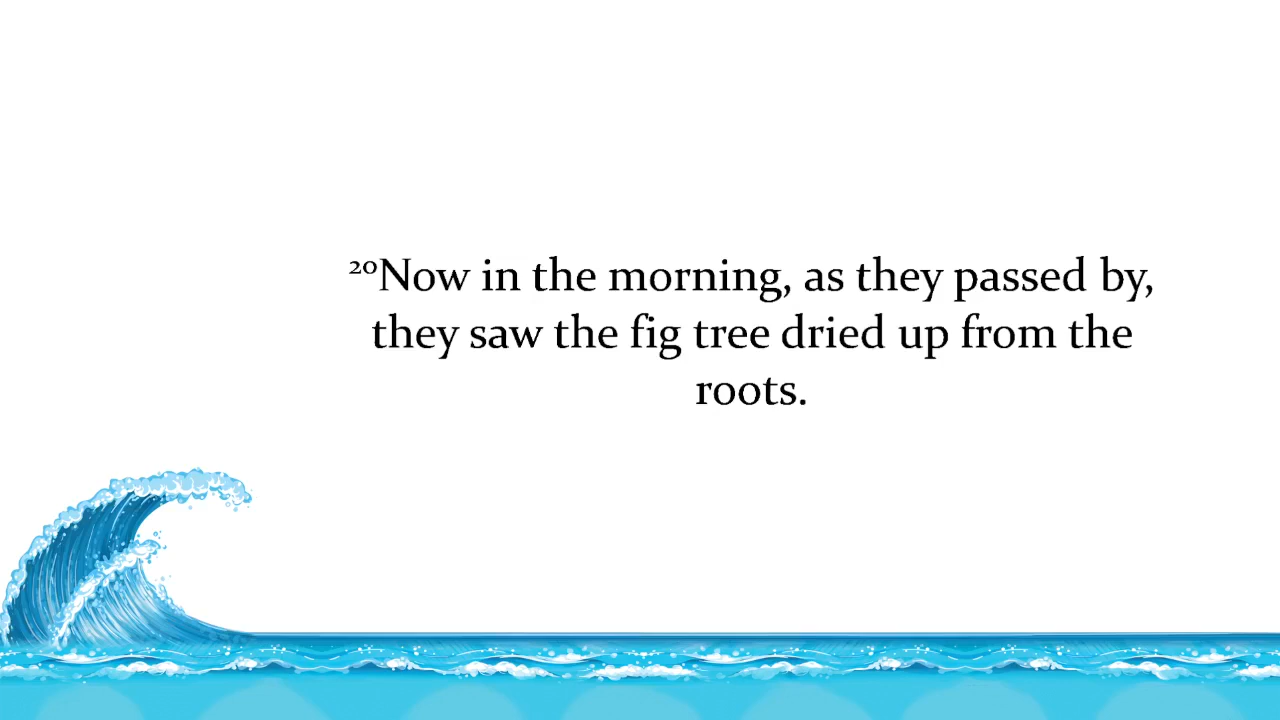 ²⁰Now in the morning, as they passed by,
they saw the fig tree dried up from the
roots.